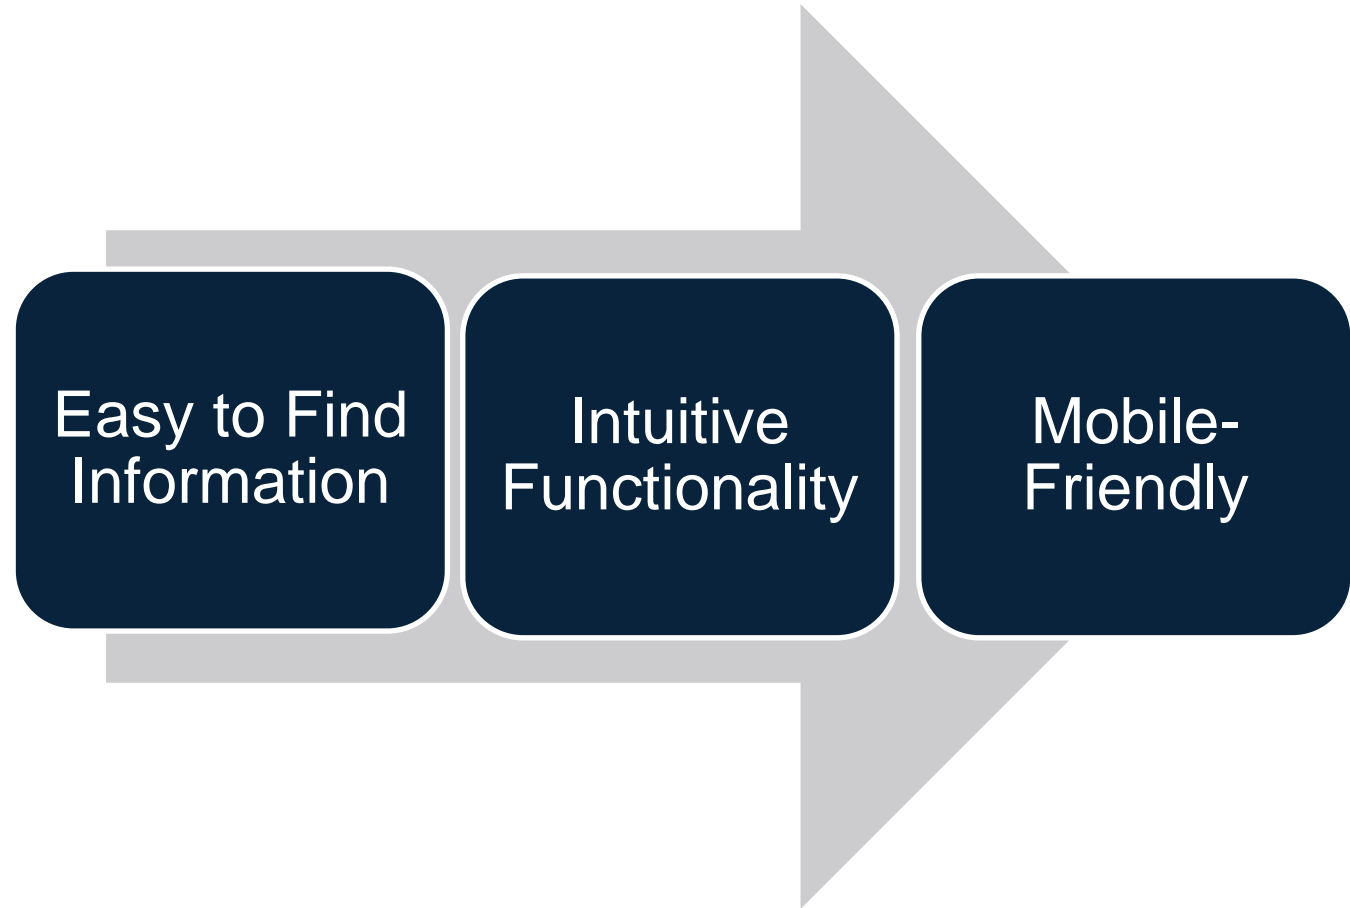 Easy to Find
Information
Intuitive
Functionality
Mobile-
Friendly